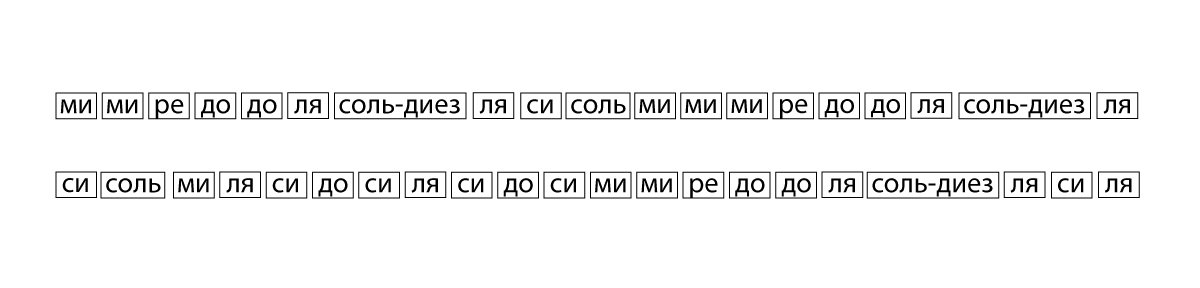 ми ми ре до до ля соль-диез ля си соль ми ми ми ре до до ля соль-диез ля
си соль ми ля си до си ля си до си ми ми ре до до ля соль-диез ля си ля